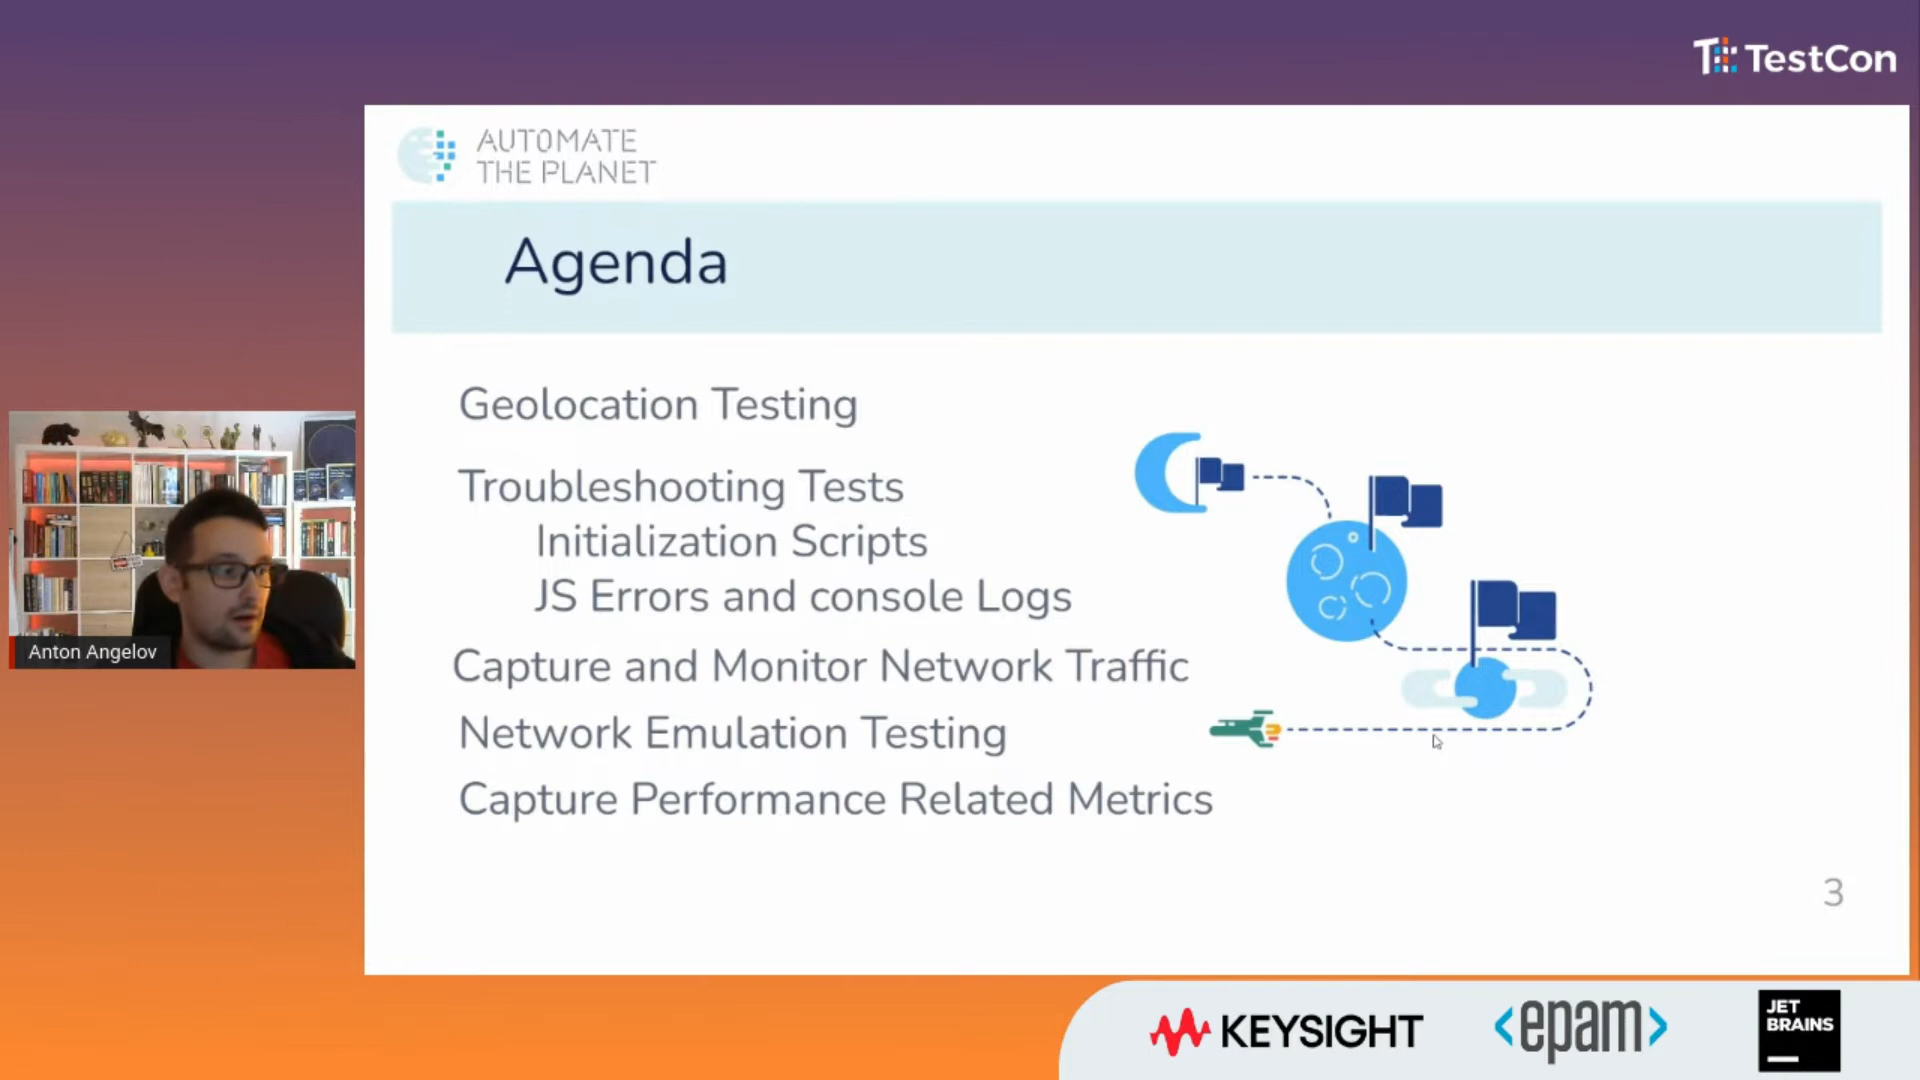 TestCon
AUTOMATE
THE PLANET
Agenda
Geolocation Testing
Troubleshooting Tests
Initialization Scripts
JS Errors and console Logs
Capture and Monitor Network Traffic
Network Emulation Testing
Capture Performance Related Metrics
3
Anton Angelov
KEYSIGHT
<epam>
JET
BRAINS